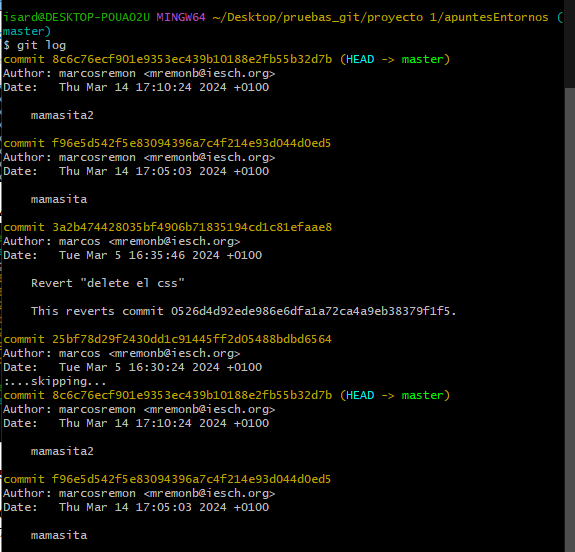 isard@DESKTOP-POUAO2U MINGW64 ~/Desktop/pruebas_git/proyecto 1/apuntesEntornos (
master)
$ git log
commit 8c6c76ecf901e9353ec439b10188e2fb55b32d7b (HEAD -> master)
Author: marcosremon <mremonb@iesch.org>
Date:   Thu Mar 14 17:10:24 2024 +0100
    mamasita2
commit f96e5d542f5e83094396a7c4f214e93d044d0ed5
Author: marcosremon <mremonb@iesch.org>
Date:   Thu Mar 14 17:05:03 2024 +0100
    mamasita
commit 3a2b474428035bf4906b71835194cd1c81efaae8
Author: marcos <mremonb@iesch.org>
Date:   Tue Mar 5 16:35:46 2024 +0100
    Revert "delete el css"
    This reverts commit 0526d4d92ede986e6dfa1a72ca4a9eb38379f1f5.
commit 25bf78d29f2430dd1c91445ff2d05488bdbd6564
Author: marcos <mremonb@iesch.org>
Date:   Tue Mar 5 16:30:24 2024 +0100
:...skipping...
commit 8c6c76ecf901e9353ec439b10188e2fb55b32d7b (HEAD -> master)
Author: marcosremon <mremonb@iesch.org>
Date:   Thu Mar 14 17:10:24 2024 +0100
    mamasita2
commit f96e5d542f5e83094396a7c4f214e93d044d0ed5
Author: marcosremon <mremonb@iesch.org>
Date:   Thu Mar 14 17:05:03 2024 +0100
    mamasita